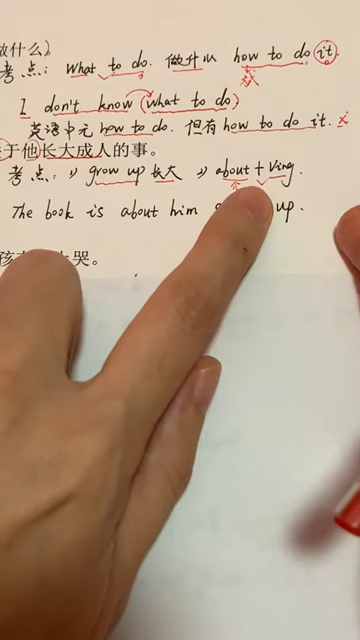 做什么)
考点: what to do. 做什么 how to do it.
I don't know (what to do)
英语中无 how to do. 但有 how to do it. ×
关于他长大成人的事。
考点: 1) grow up 长大 2) about + Ving.
The book is about him up.
孩 哭。